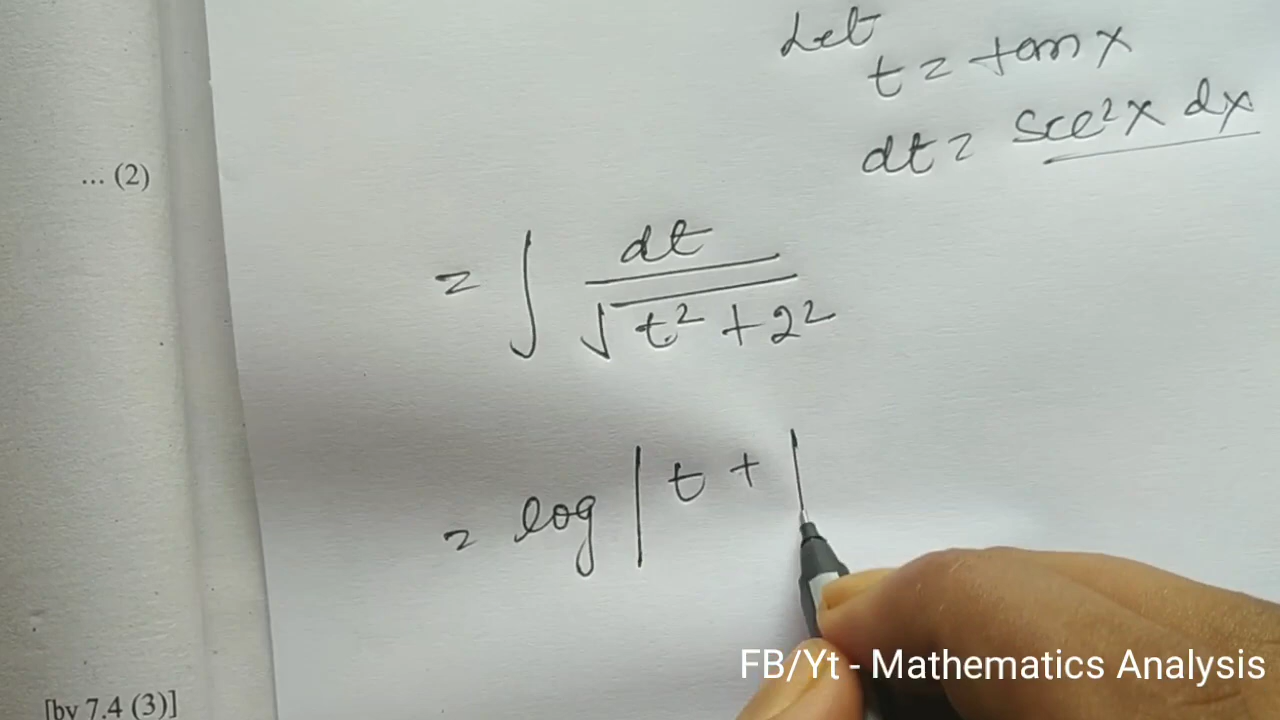 Let
t = tan x
dt = sec²x dx
... (2)
= ∫ dt / √t² + 2²
= log | t + |
FB/Yt - Mathematics Analysis
[by 7.4 (3)]